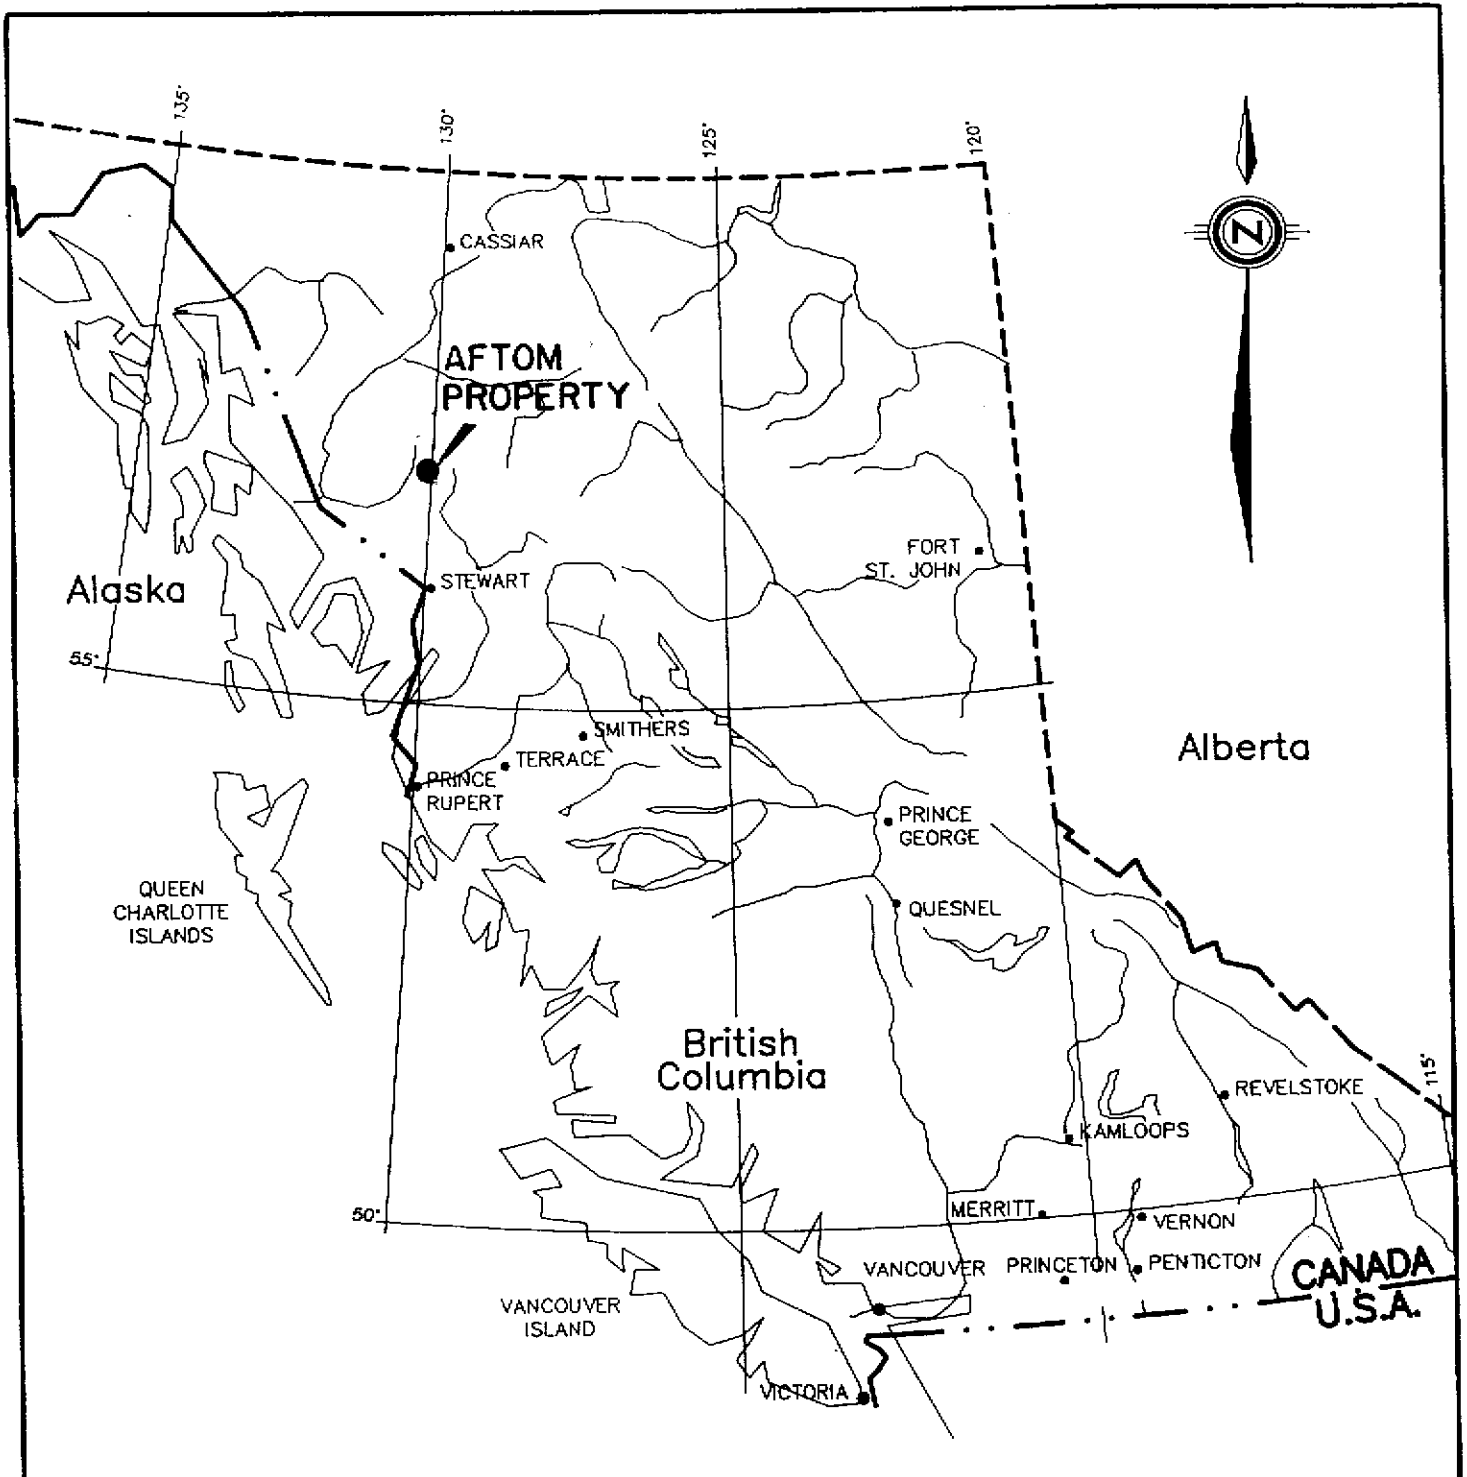 135°
130°
125°
120°
N
CASSIAR
AFTOM
PROPERTY
FORT
ST. JOHN
Alaska
STEWART
55°
SMITHERS
TERRACE
Alberta
PRINCE
RUPERT
PRINCE
GEORGE
QUEEN
CHARLOTTE
ISLANDS
QUESNEL
British
Columbia
115°
REVELSTOKE
KAMLOOPS
50°
MERRITT
VERNON
VANCOUVER
PRINCETON
PENTICTON
CANADA
U.S.A.
VANCOUVER
ISLAND
VICTORIA